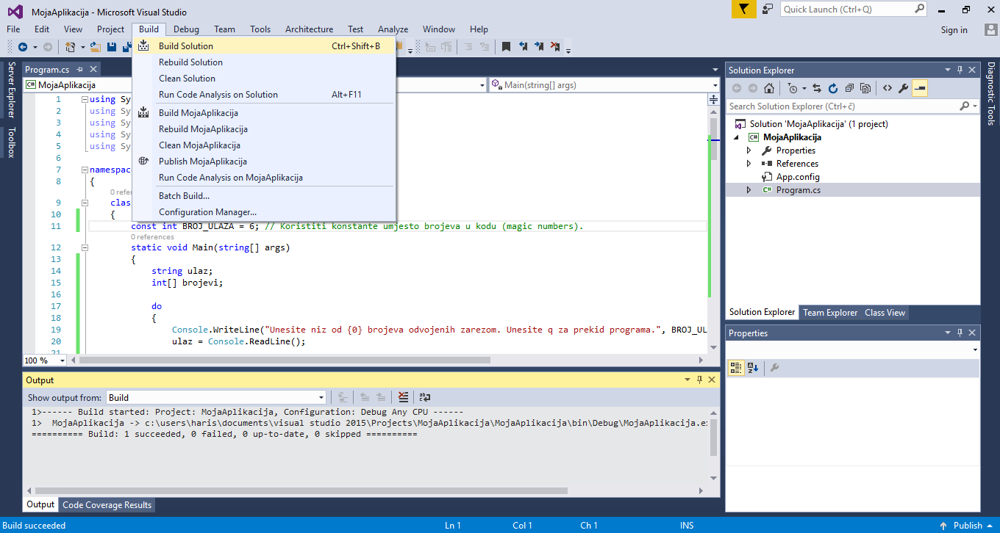 MojaAplikacija - Microsoft Visual Studio
Quick Launch (Ctrl+Q)
File Edit View Project Build Debug Team Tools Architecture Test Analyze Window Help
Sign in
Build Solution Ctrl+Shift+B
Rebuild Solution
Clean Solution
Run Code Analysis on Solution Alt+F11
Build MojaAplikacija
Rebuild MojaAplikacija
Clean MojaAplikacija
Publish MojaAplikacija
Run Code Analysis on MojaAplikacija
Batch Build...
Configuration Manager...
Server Explorer
Toolbox
Program.cs
C# MojaAplikacija
Main(string[] args)
1 using Sy
2 using Sy
3 using Sy
4 using Sy
5 using Sy
6
7 namespac
8 {
0 refer
9 clas
10 {
11 const int BROJ_ULAZA = 6; // Koristiti konstante umjesto brojeva u kodu (magic numbers).
0 references
12 static void Main(string[] args)
13 {
14 string ulaz;
15 int[] brojevi;
16
17 do
18 {
19 Console.WriteLine("Unesite niz od {0} brojeva odvojenih zarezom. Unesite q za prekid programa.", BROJ_UL
20 ulaz = Console.ReadLine();
21
100 %
Output
Show output from: Build
1>------ Build started: Project: MojaAplikacija, Configuration: Debug Any CPU ------
1> MojaAplikacija -> c:\users\haris\documents\visual studio 2015\Projects\MojaAplikacija\MojaAplikacija\bin\Debug\MojaAplikacija.ex
========== Build: 1 succeeded, 0 failed, 0 up-to-date, 0 skipped ==========
Output Code Coverage Results
Solution Explorer
Search Solution Explorer (Ctrl+č)
Solution 'MojaAplikacija' (1 project)
C# MojaAplikacija
Properties
References
App.config
C# Program.cs
Solution Explorer Team Explorer Class View
Properties
Diagnostic Tools
Build succeeded Ln 1 Col 1 Ch 1 INS Publish